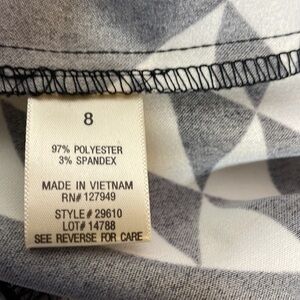 8
97% POLYESTER
3% SPANDEX
MADE IN VIETNAM
RN# 127949
STYLE# 29610
LOT# 14788
SEE REVERSE FOR CARE